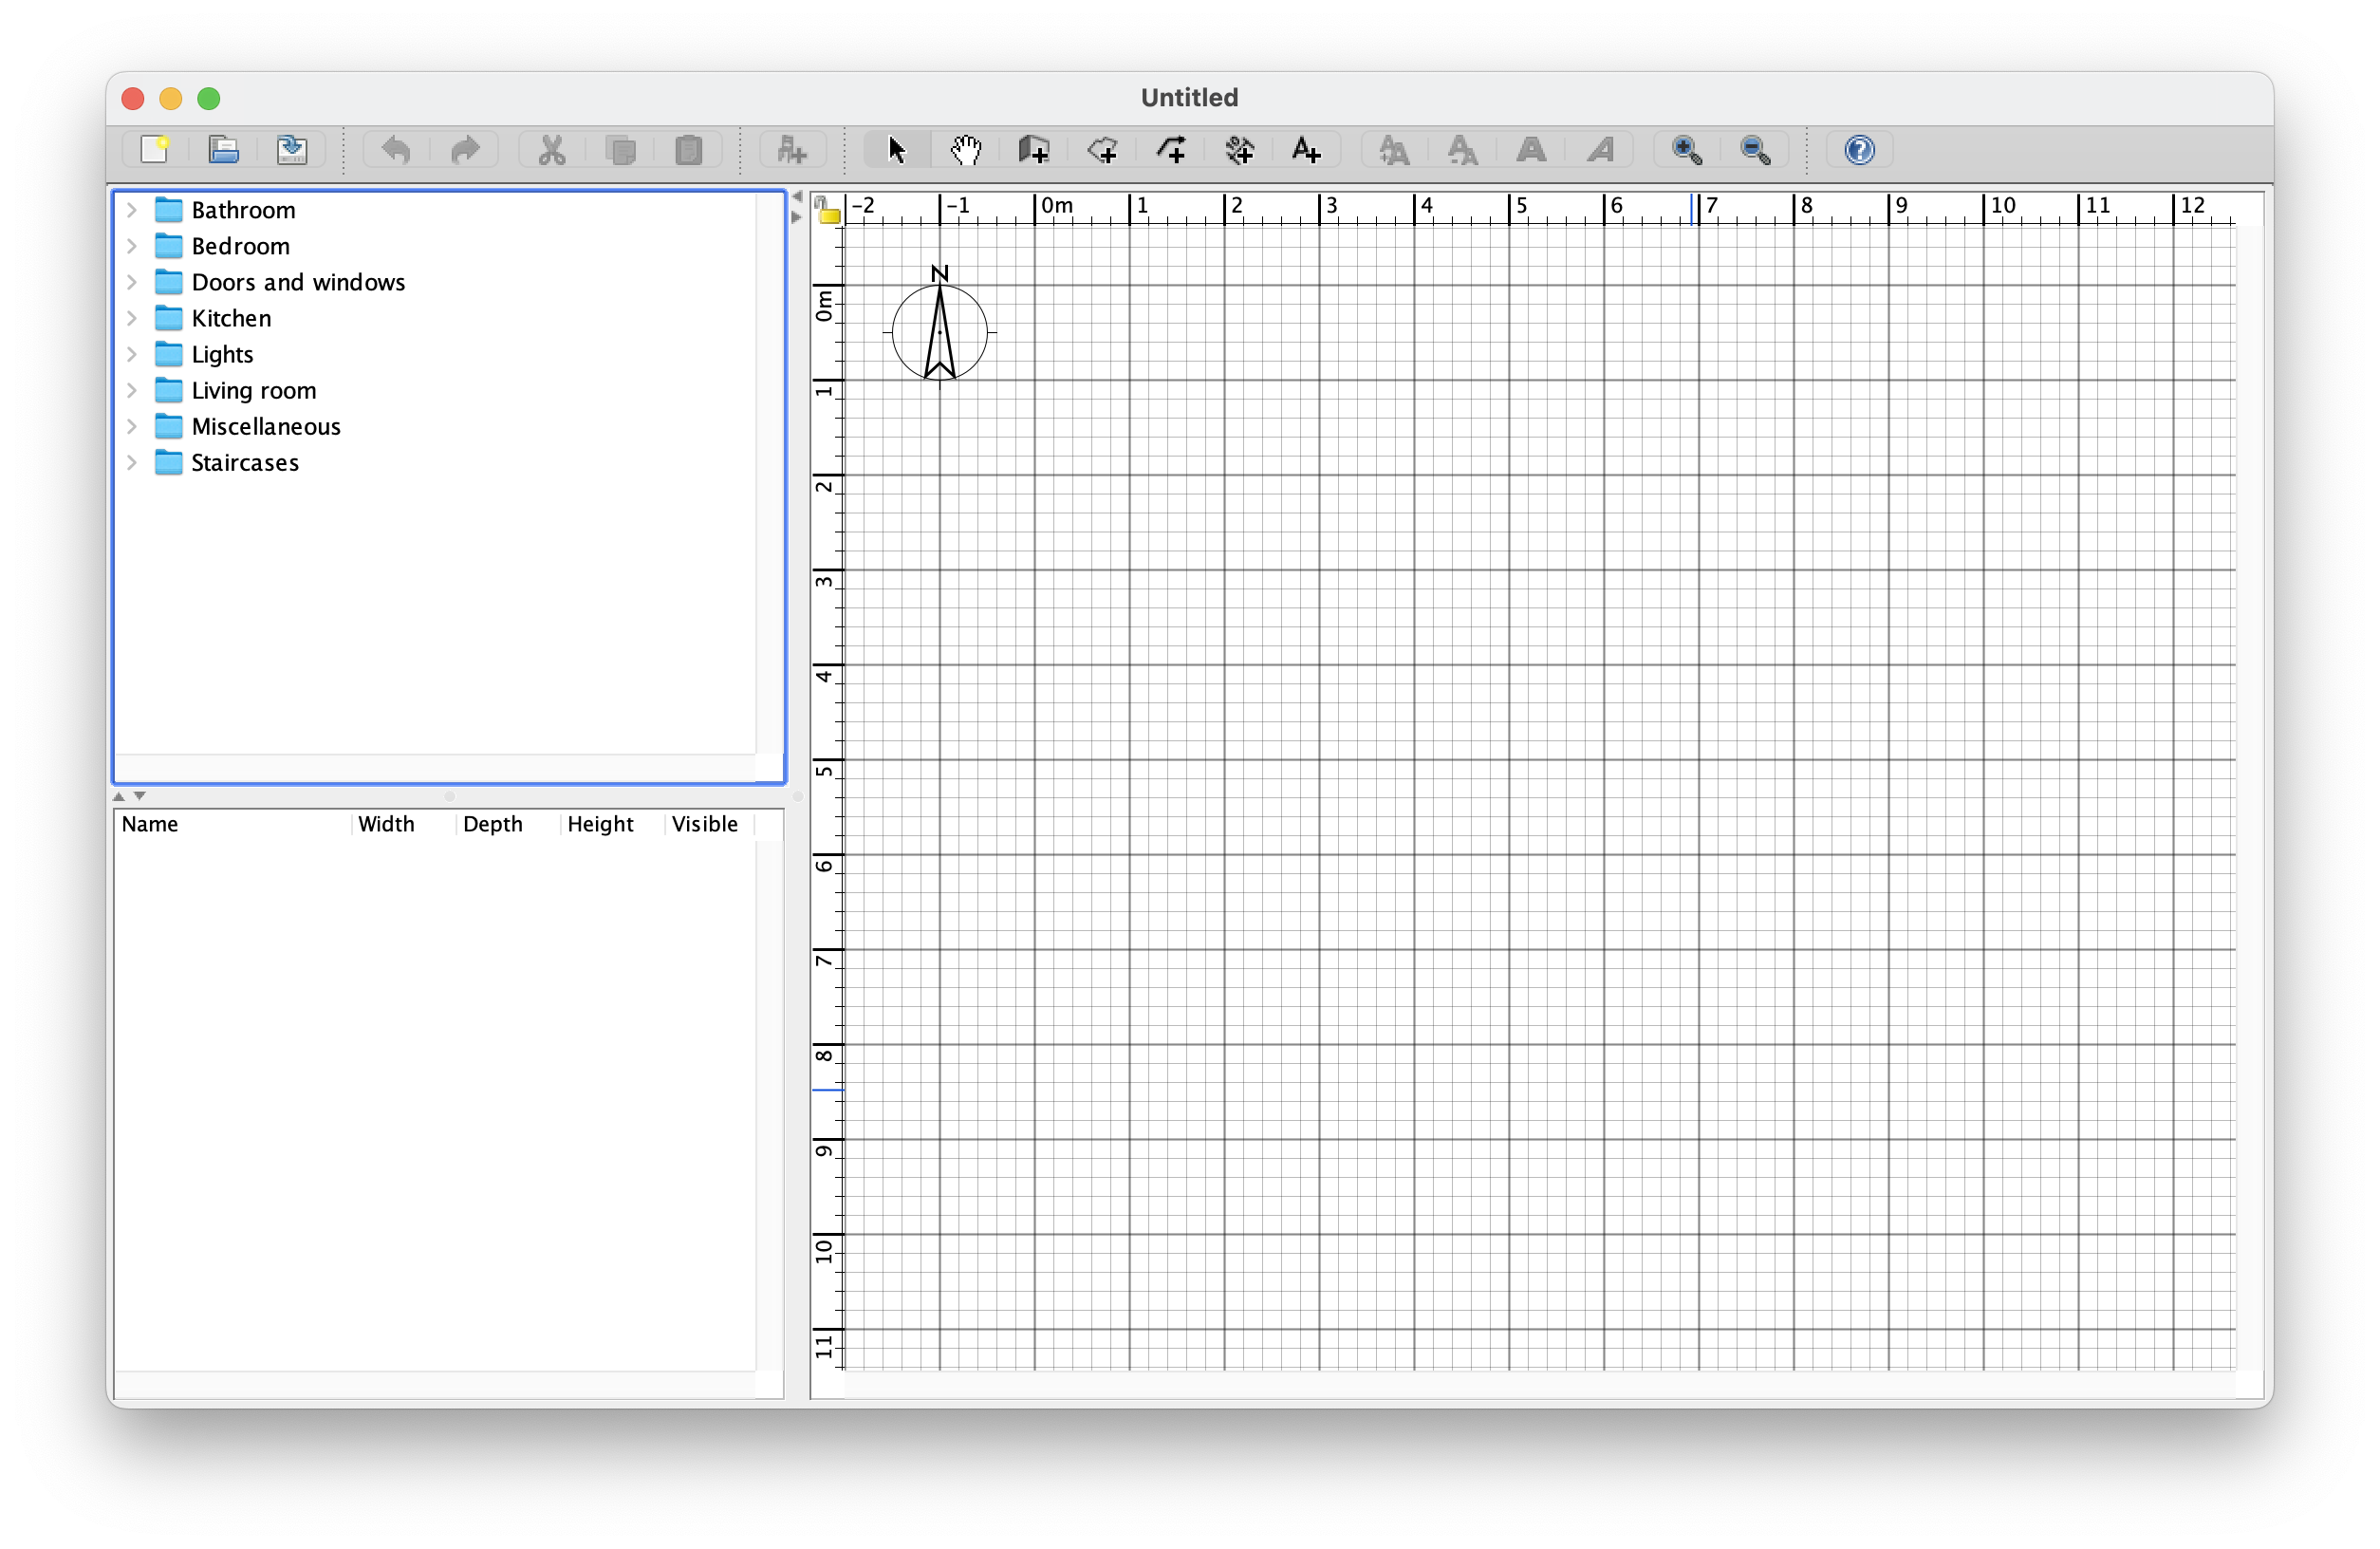 Untitled
Bathroom
Bedroom
Doors and windows
Kitchen
Lights
Living room
Miscellaneous
Staircases
Name Width Depth Height Visible
-2 -1 0m 1 2 3 4 5 6 7 8 9 10 11 12
N
0m
1
2
3
4
5
6
7
8
9
10
11